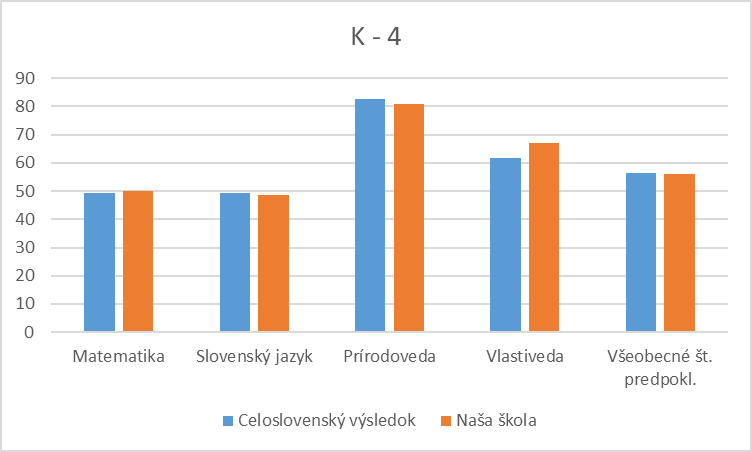 K - 4
90
80
70
60
50
40
30
20
10
0
Matematika
Slovenský jazyk
Prírodoveda
Vlastiveda
Všeobecné št.
predpokl.
Celoslovenský výsledok
Naša škola